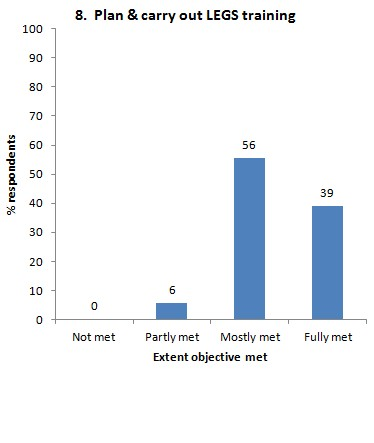 8. Plan & carry out LEGS training
% respondents
100
90
80
70
60
50
40
30
20
10
0
0
6
56
39
Not met
Partly met
Mostly met
Fully met
Extent objective met